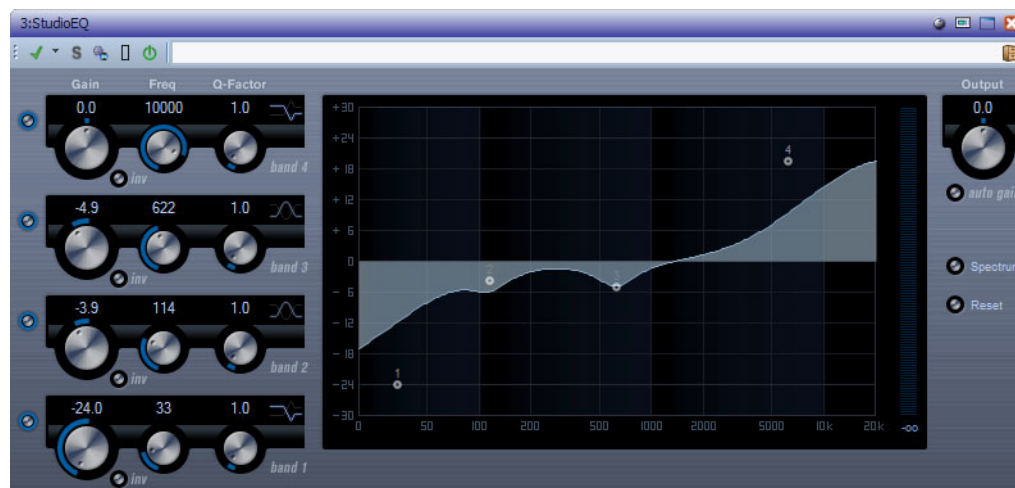 3:StudioEQ
S
Gain Freq Q-Factor
0.0 10000 1.0
inv
band 4
-4.9 622 1.0
inv
band 3
-3.9 114 1.0
inv
band 2
-24.0 33 1.0
inv
band 1
+30
+24
+ 18
+ 12
+ 6
0
- 6
- 12
- 18
-24
-30
0 50 100 200 500 1000 2000 5000 10k 20k
1
4
-∞
Output
0.0
auto gai
Spectrum
Reset